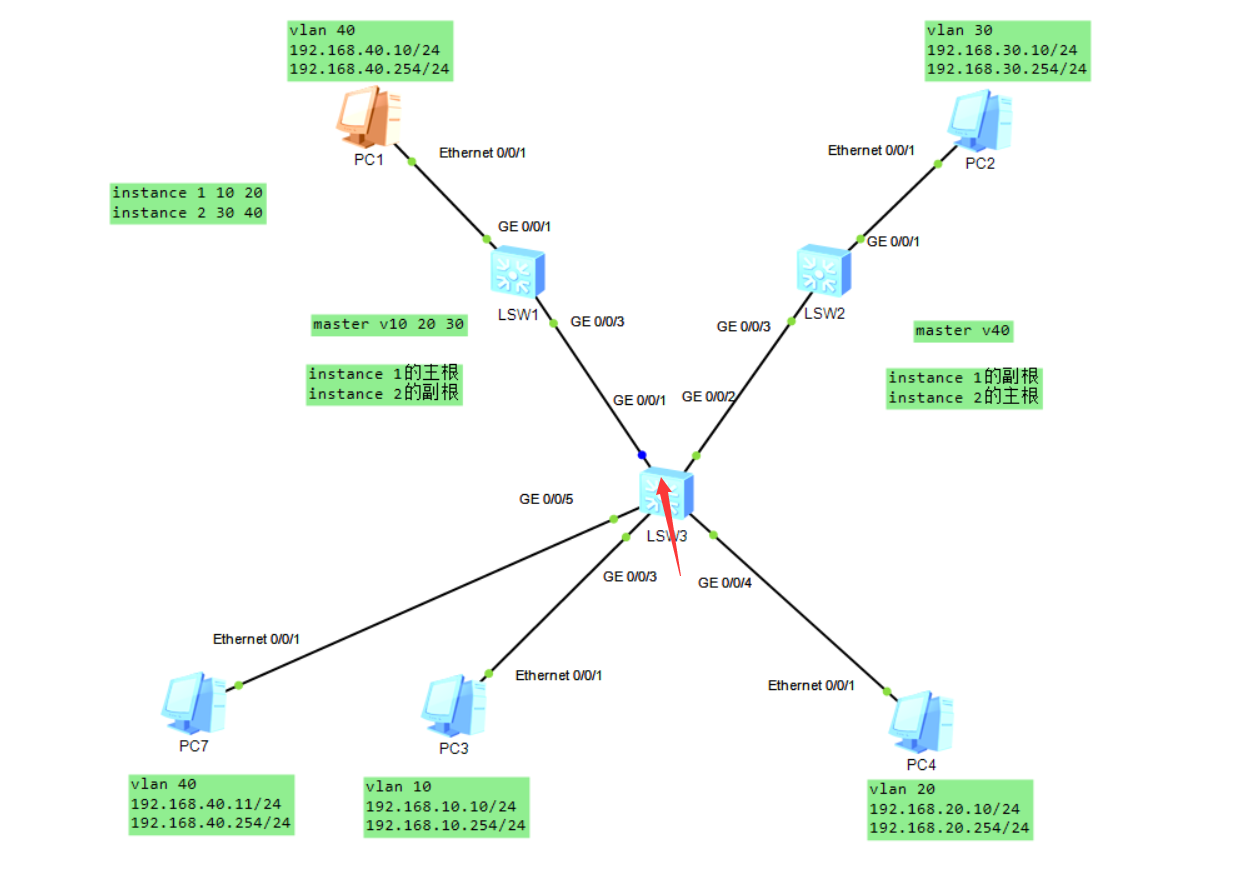 vlan 40
192.168.40.10/24
192.168.40.254/24
vlan 30
192.168.30.10/24
192.168.30.254/24
PC1
Ethernet 0/0/1
Ethernet 0/0/1
PC2
instance 1 10 20
instance 2 30 40
GE 0/0/1
GE 0/0/1
LSW1
LSW2
master v10 20 30
GE 0/0/3
GE 0/0/3
master v40
instance 1的主根
instance 2的副根
instance 1的副根
instance 2的主根
GE 0/0/1
GE 0/0/2
GE 0/0/5
LSW3
GE 0/0/3
GE 0/0/4
Ethernet 0/0/1
Ethernet 0/0/1
Ethernet 0/0/1
PC7
PC3
PC4
vlan 40
192.168.40.11/24
192.168.40.254/24
vlan 10
192.168.10.10/24
192.168.10.254/24
vlan 20
192.168.20.10/24
192.168.20.254/24